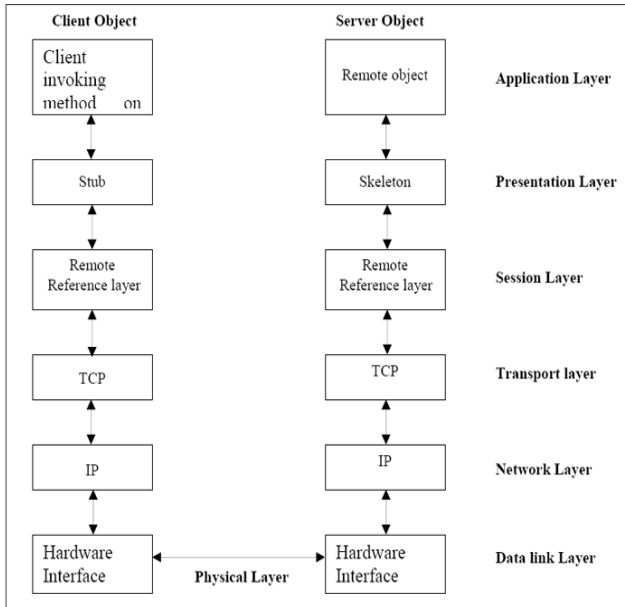 Client Object
Server Object
Client
invoking
method on
Remote object
Application Layer
Stub
Skeleton
Presentation Layer
Remote
Reference layer
Remote
Reference layer
Session Layer
TCP
TCP
Transport layer
IP
IP
Network Layer
Hardware
Interface
Physical Layer
Hardware
Interface
Data link Layer